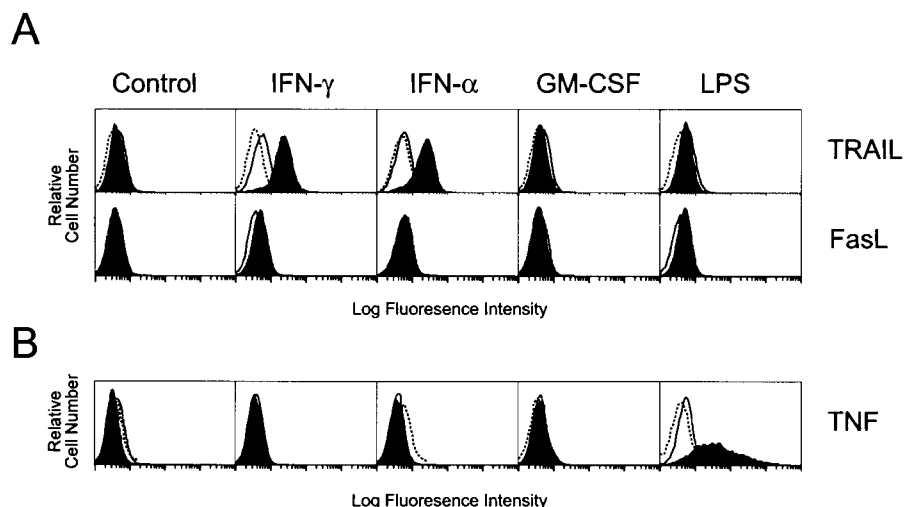 A
Control IFN-γ IFN-α GM-CSF LPS
Relative
Cell Number
TRAIL
FasL
Log Fluoresence Intensity
B
Relative
Cell Number
TNF
Log Fluoresence Intensity